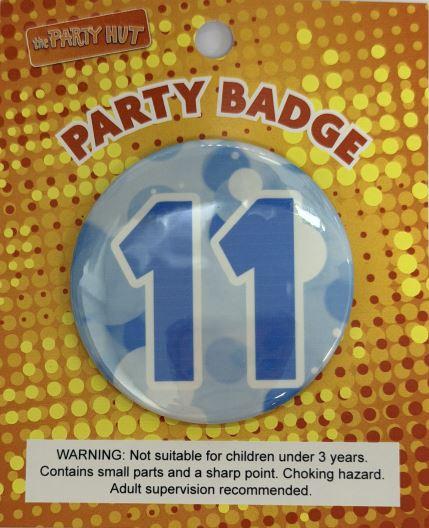 the PARTY HUT
PARTY BADGE
11
WARNING: Not suitable for children under 3 years.
Contains small parts and a sharp point. Choking hazard.
Adult supervision recommended.